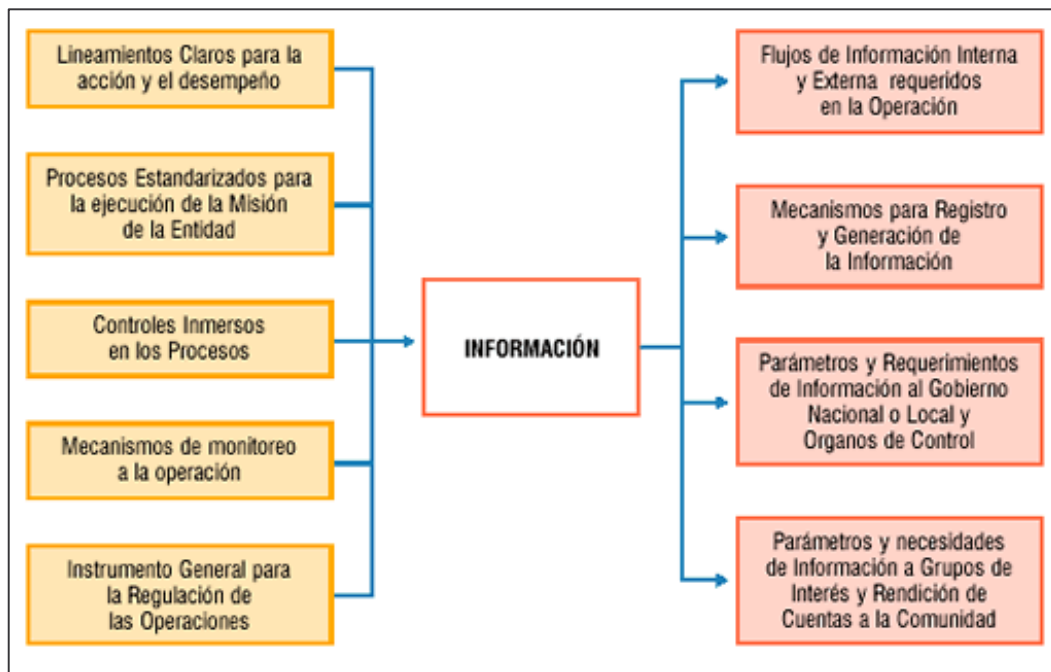 Lineamientos Claros para la
acción y el desempeño
Procesos Estandarizados para
la ejecución de la Misión
de la Entidad
Controles Inmersos
en los Procesos
Mecanismos de monitoreo
a la operación
Instrumento General para
la Regulación de
las Operaciones
INFORMACIÓN
Flujos de Información Interna
y Externa requeridos
en la Operación
Mecanismos para Registro
y Generación de
la Información
Parámetros y Requerimientos
de Información al Gobierno
Nacional o Local y
Organos de Control
Parámetros y necesidades
de Información a Grupos de
Interés y Rendición de
Cuentas a la Comunidad